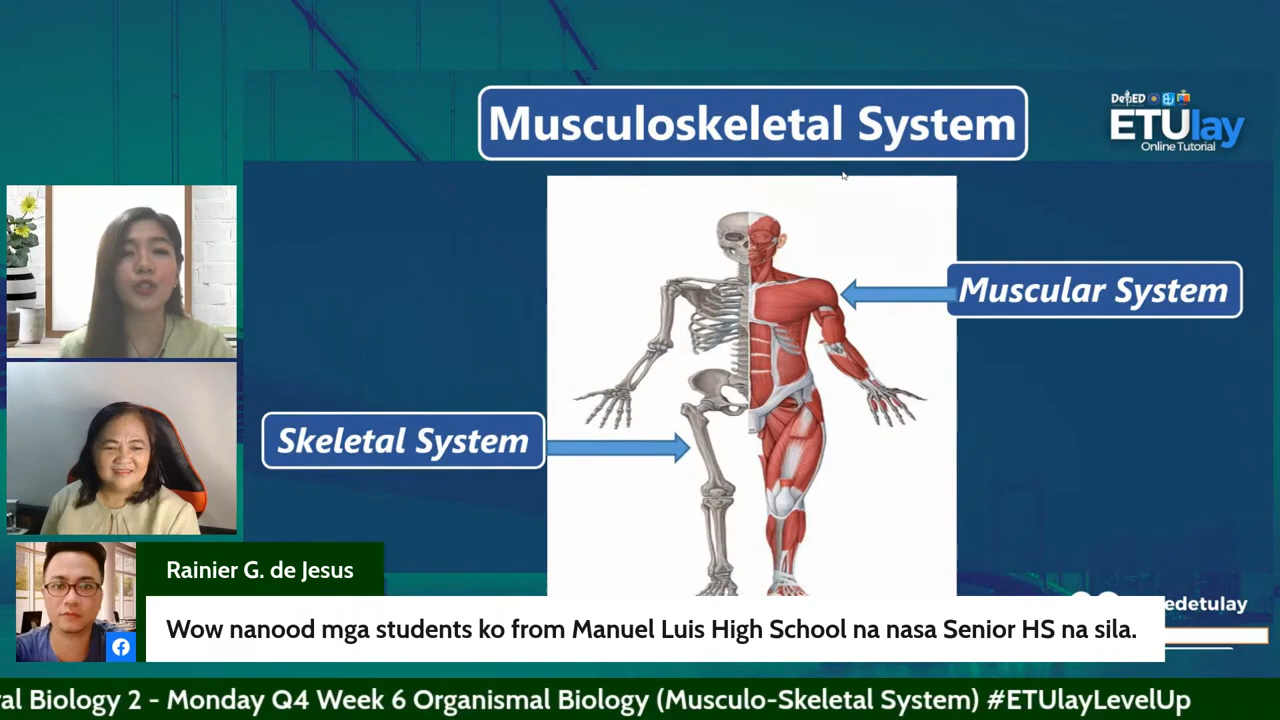 Musculoskeletal System
DepED
ETUlay
Online Tutorial
Muscular System
Skeletal System
Rainier G. de Jesus
edetulay
Wow nanood mga students ko from Manuel Luis High School na nasa Senior HS na sila.
al Biology 2 - Monday Q4 Week 6 Organismal Biology (Musculo-Skeletal System) #ETUlayLevelUp